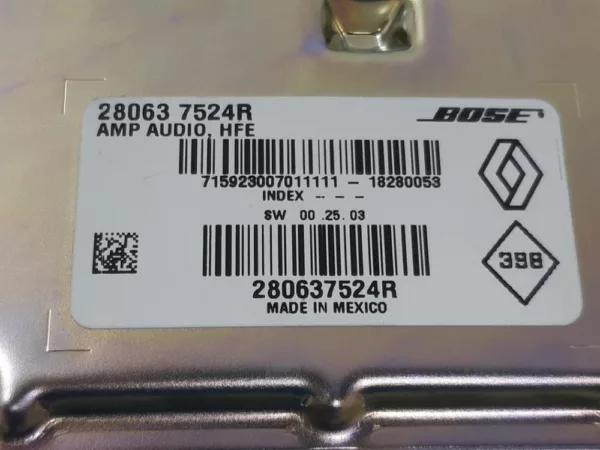 28063 7524R
BOSE
AMP AUDIO, HFE
715923007011111 - 18280053
INDEX - - -
SW 00 .25. 03
398
280637524R
MADE IN MEXICO